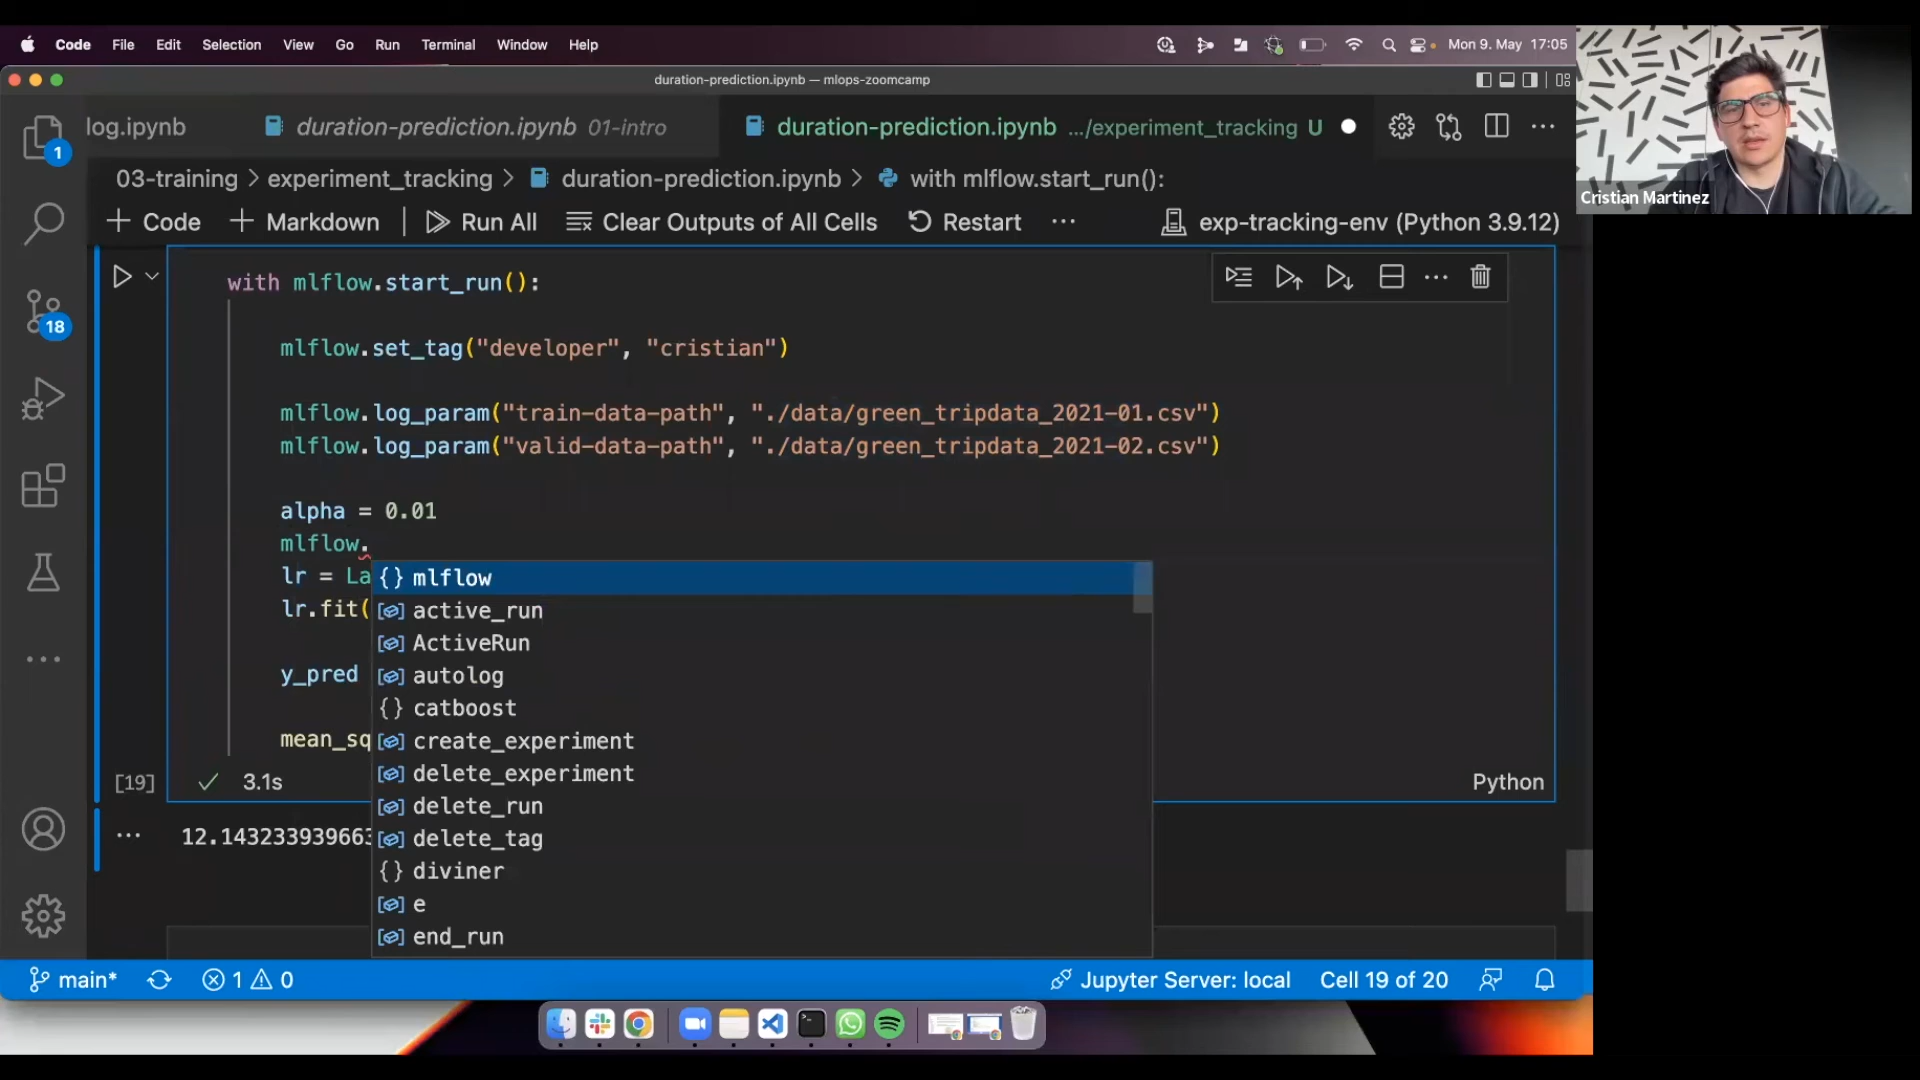 Code File Edit Selection View Go Run Terminal Window Help Mon 9. May 17:05
duration-prediction.ipynb — mlops-zoomcamp
log.ipynb duration-prediction.ipynb 01-intro duration-prediction.ipynb .../experiment_tracking U
1
03-training > experiment_tracking > duration-prediction.ipynb > with mlflow.start_run():
Cristian Martinez
+ Code + Markdown Run All Clear Outputs of All Cells Restart ··· exp-tracking-env (Python 3.9.12)
with mlflow.start_run():
18
mlflow.set_tag("developer", "cristian")
mlflow.log_param("train-data-path", "./data/green_tripdata_2021-01.csv")
mlflow.log_param("valid-data-path", "./data/green_tripdata_2021-02.csv")
alpha = 0.01
mlflow.
{} mlflow
lr = La
active_run
lr.fit(
ActiveRun
autolog
y_pred
{} catboost
create_experiment
mean_sq
delete_experiment
[19] 3.1s Python
delete_run
delete_tag
12.143233939663
{} diviner
e
end_run
main* 1 0 Jupyter Server: local Cell 19 of 20